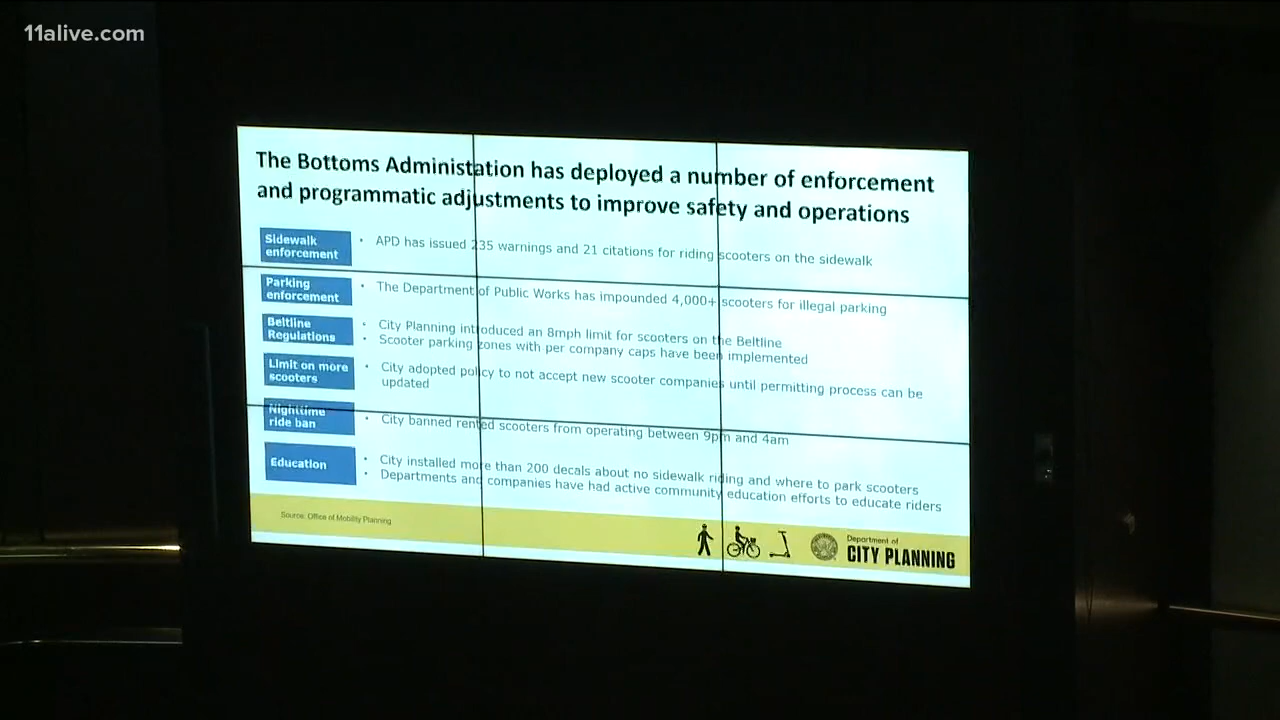 11alive.com
The Bottoms Administation has deployed a number of enforcement
and programmatic adjustments to improve safety and operations
Sidewalk
enforcement
• APD has issued 235 warnings and 21 citations for riding scooters on the sidewalk
Parking
enforcement
• The Department of Public Works has impounded 4,000+ scooters for illegal parking
Beltline
Regulations
• City Planning introduced an 8mph limit for scooters on the Beltline
• Scooter parking zones with per company caps have been implemented
Limit on more
scooters
• City adopted policy to not accept new scooter companies until permitting process can be
updated
Nighttime
ride ban
• City banned rented scooters from operating between 9pm and 4am
Education
• City installed more than 200 decals about no sidewalk riding and where to park scooters
• Departments and companies have had active community education efforts to educate riders
Source: Office of Mobility Planning
Department of
CITY PLANNING